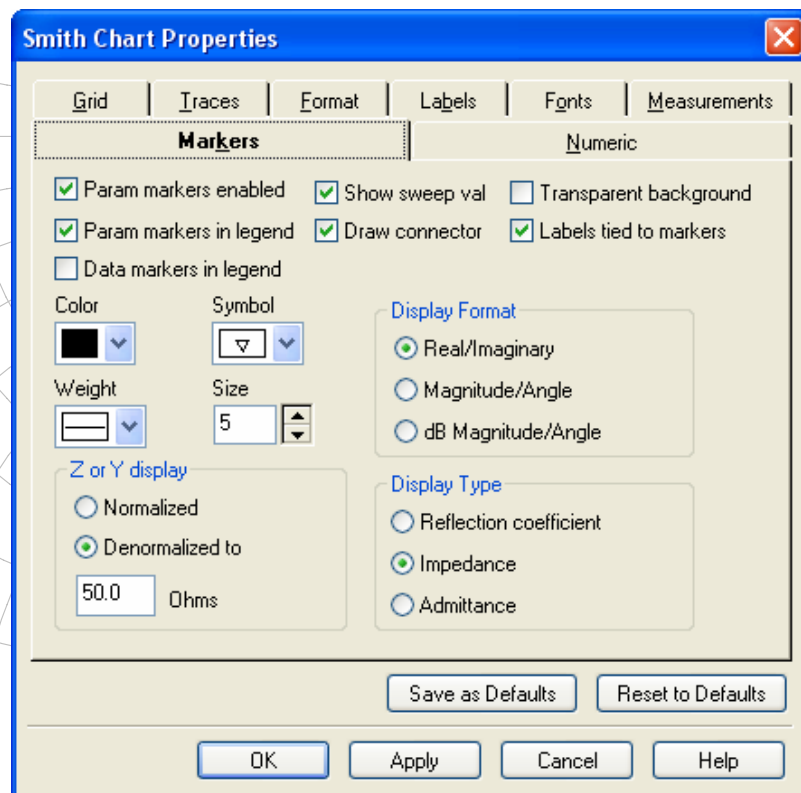 Smith Chart Properties
Grid Traces Format Labels Fonts Measurements
Markers Numeric
Param markers enabled Show sweep val Transparent background
Param markers in legend Draw connector Labels tied to markers
Data markers in legend
Color Symbol
Weight Size
5
Display Format
Real/Imaginary
Magnitude/Angle
dB Magnitude/Angle
Z or Y display
Normalized
Denormalized to
50.0 Ohms
Display Type
Reflection coefficient
Impedance
Admittance
Save as Defaults Reset to Defaults
OK Apply Cancel Help